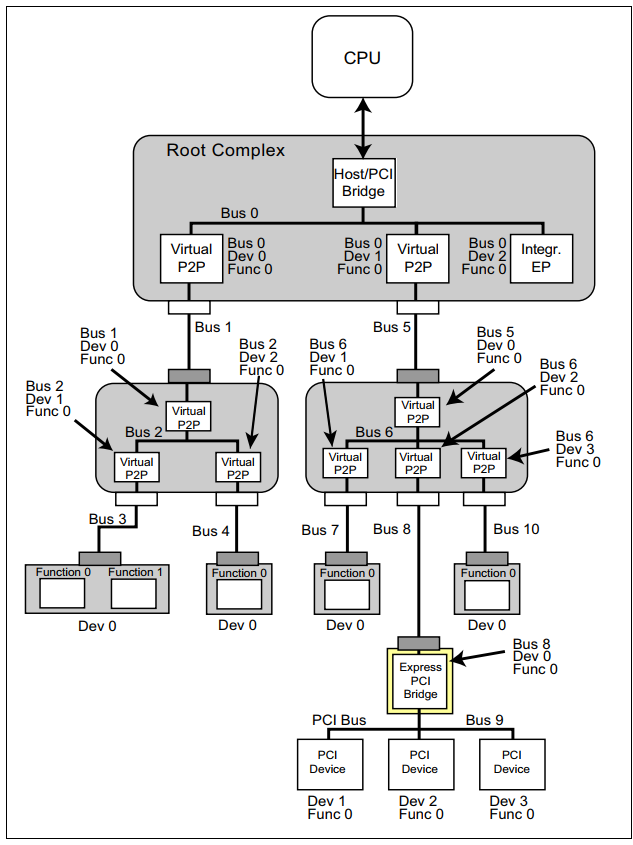 CPU
Root Complex
Host/PCI
Bridge
Bus 0
Virtual
P2P
Bus 0
Dev 0
Func 0
Bus 0
Dev 1
Func 0
Virtual
P2P
Bus 0
Dev 2
Func 0
Integr.
EP
Bus 1
Bus 5
Bus 1
Dev 0
Func 0
Bus 2
Dev 2
Func 0
Bus 6
Dev 1
Func 0
Bus 5
Dev 0
Func 0
Bus 6
Dev 2
Func 0
Bus 2
Dev 1
Func 0
Virtual
P2P
Bus 2
Virtual
P2P
Virtual
P2P
Virtual
P2P
Bus 6
Virtual
P2P
Virtual
P2P
Virtual
P2P
Bus 6
Dev 3
Func 0
Bus 3
Bus 4
Bus 7
Bus 8
Bus 10
Function 0
Function 1
Dev 0
Function 0
Dev 0
Function 0
Dev 0
Function 0
Dev 0
Express
PCI
Bridge
Bus 8
Dev 0
Func 0
PCI Bus
Bus 9
PCI
Device
PCI
Device
PCI
Device
Dev 1
Func 0
Dev 2
Func 0
Dev 3
Func 0